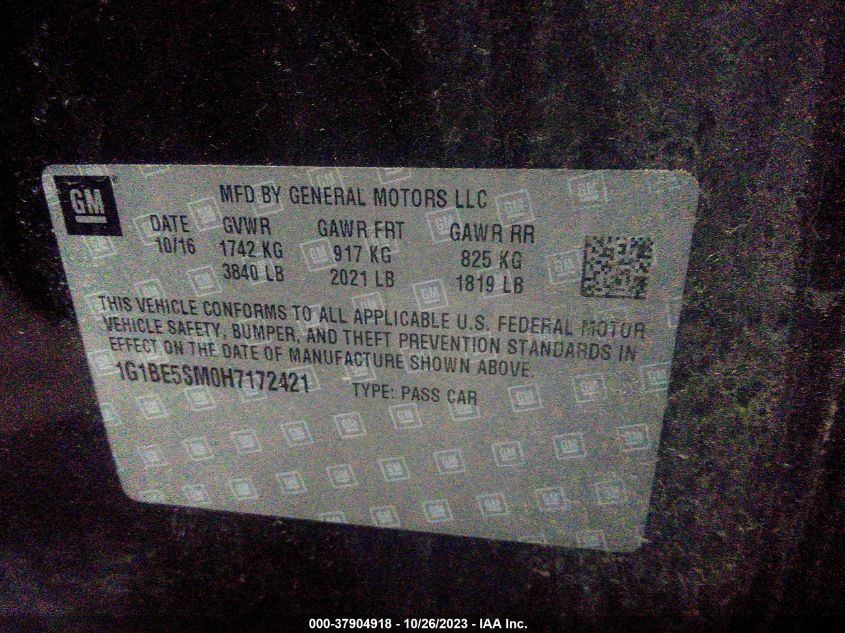 GM
MFD BY GENERAL MOTORS LLC
DATE GVWR GAWR FRT GAWR RR
10/16 1742 KG 917 KG 825 KG
3840 LB 2021 LB 1819 LB
THIS VEHICLE CONFORMS TO ALL APPLICABLE U.S. FEDERAL MOTOR
VEHICLE SAFETY, BUMPER, AND THEFT PREVENTION STANDARDS IN
EFFECT ON THE DATE OF MANUFACTURE SHOWN ABOVE.
1G1BE5SM0H7172421 TYPE: PASS CAR
000-37904918 - 10/26/2023 - IAA Inc.